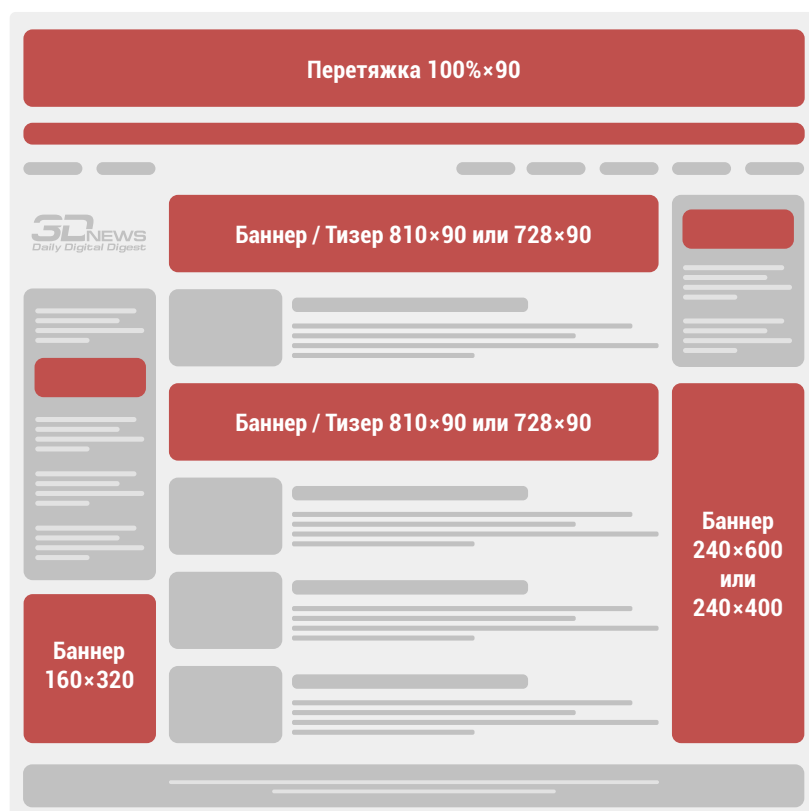 Перетяжка 100%×90
3DNEWS
Daily Digital Digest
Баннер / Тизер 810×90 или 728×90
Баннер / Тизер 810×90 или 728×90
Баннер
240×600
или
240×400
Баннер
160×320